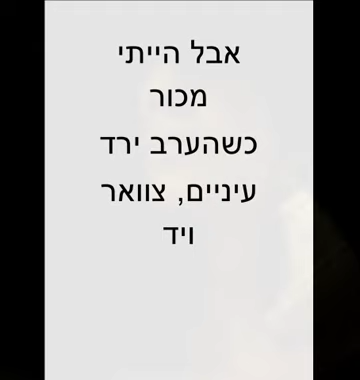 אבל הייתי
מכור
כשהערב ירד
עיניים, צוואר
ויד